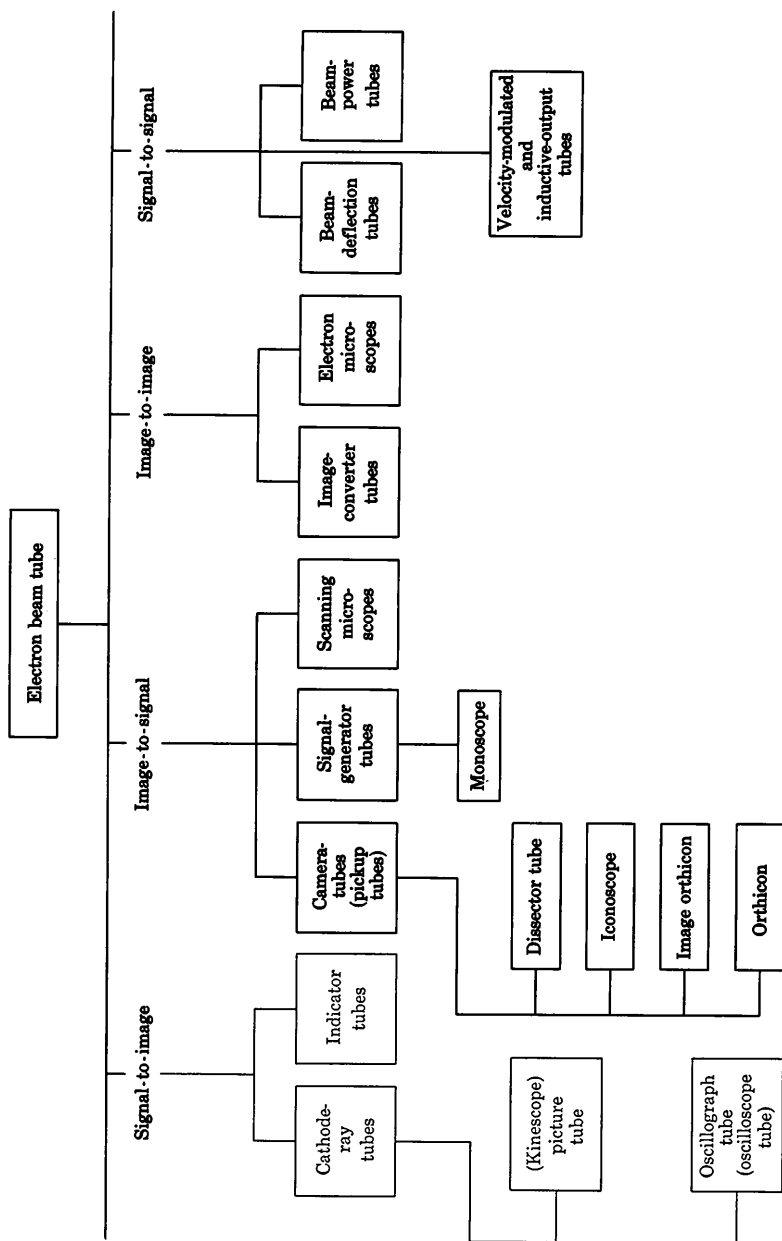 Electron beam tube
Signal-to-image
Image-to-signal
Image-to-image
Signal-to-signal
Cathode-
ray
tubes
Indicator
tubes
Camera-
tubes
(pickup
tubes)
Signal-
generator
tubes
Scanning
micro-
scopes
Image-
converter
tubes
Electron
micro-
scopes
Beam-
deflection
tubes
Beam-
power
tubes
(Kinescope)
picture
tube
Oscillograph
tube
(oscilloscope
tube)
Dissector tube
Iconoscope
Image orthicon
Orthicon
Monoscope
Velocity-modulated
and
inductive-output
tubes